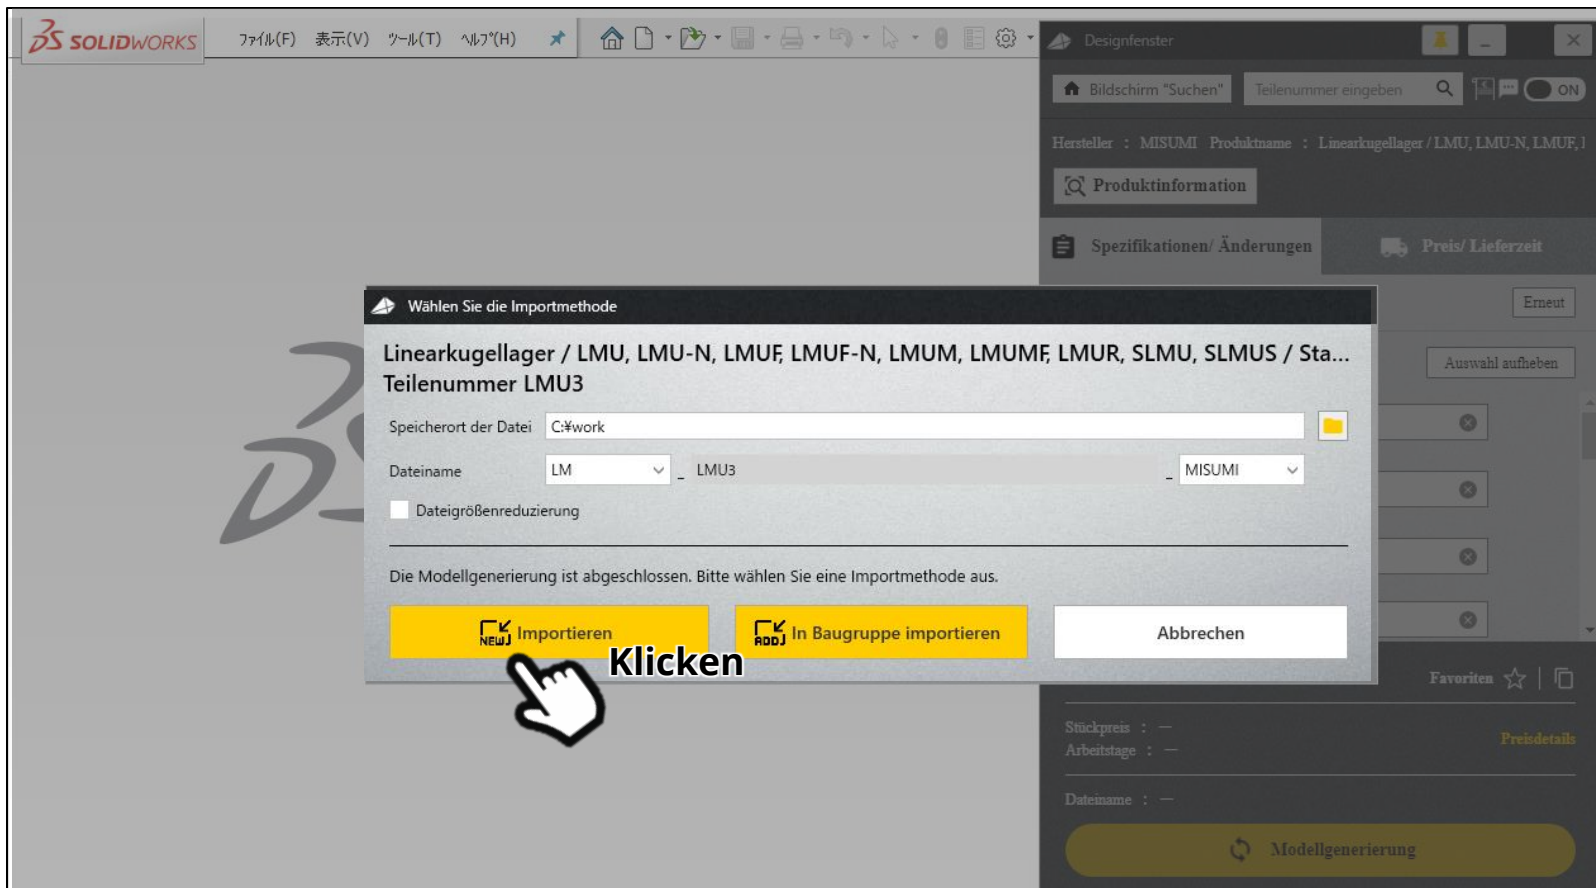 SOLIDWORKS
ファイル(F) 表示(V) ツール(T) ヘルプ(H)
Designfenster
Bildschirm "Suchen"
Teilenummer eingeben
ON
Hersteller : MISUMI Produktname : Linearkugellager / LMU, LMU-N, LMUF,
Produktinformation
Spezifikationen/ Änderungen
Preis/ Lieferzeit
Erneut
Auswahl aufheben
Wählen Sie die Importmethode
Linearkugellager / LMU, LMU-N, LMUF, LMUF-N, LMUM, LMUMF, LMUR, SLMU, SLMUS / Sta...
Teilenummer LMU3
Speicherort der Datei C:¥work
Dateiname LM _ LMU3 _ MISUMI
Dateigrößenreduzierung
Die Modellgenerierung ist abgeschlossen. Bitte wählen Sie eine Importmethode aus.
NEW Importieren
ADD In Baugruppe importieren
Abbrechen
Klicken
Favoriten
Stückpreis : —
Arbeitstage : —
Preisdetails
Dateiname : —
Modellgenerierung